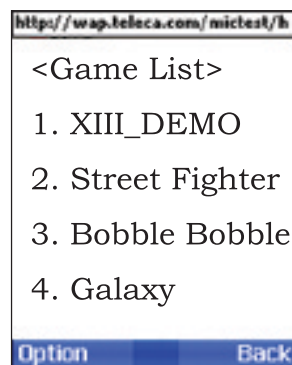 http://wap.teleca.com/mictest/h
<Game List>
1. XIII_DEMO
2. Street Fighter
3. Bobble Bobble
4. Galaxy
Option Back